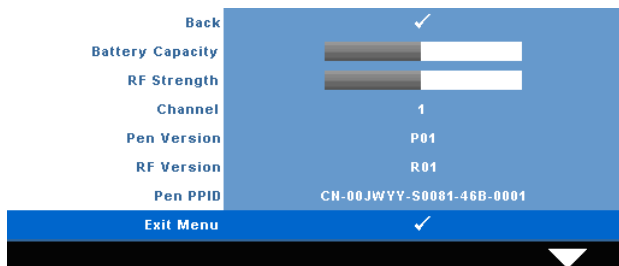 Back ✓
Battery Capacity
RF Strength
Channel 1
Pen Version P01
RF Version R01
Pen PPID CN-00JWYY-S0081-46B-0001
Exit Menu ✓